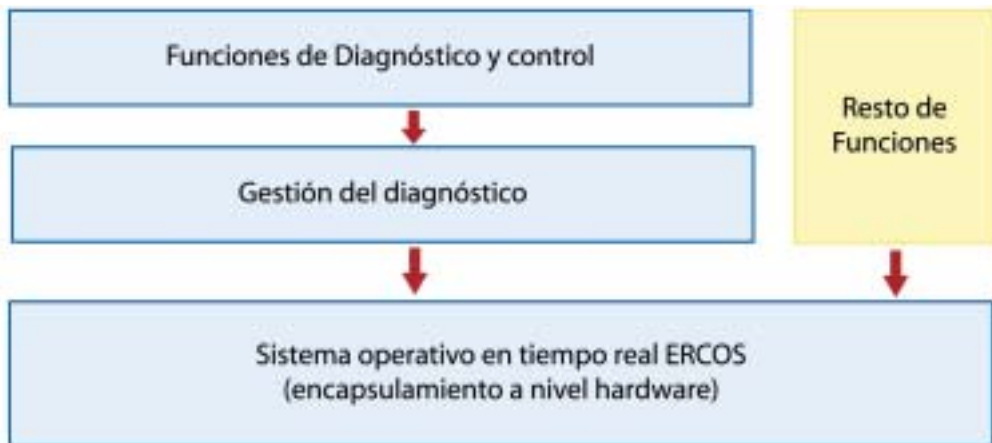 Funciones de Diagnóstico y control
Resto de
Funciones
Gestión del diagnóstico
Sistema operativo en tiempo real ERCOS
(encapsulamiento a nivel hardware)